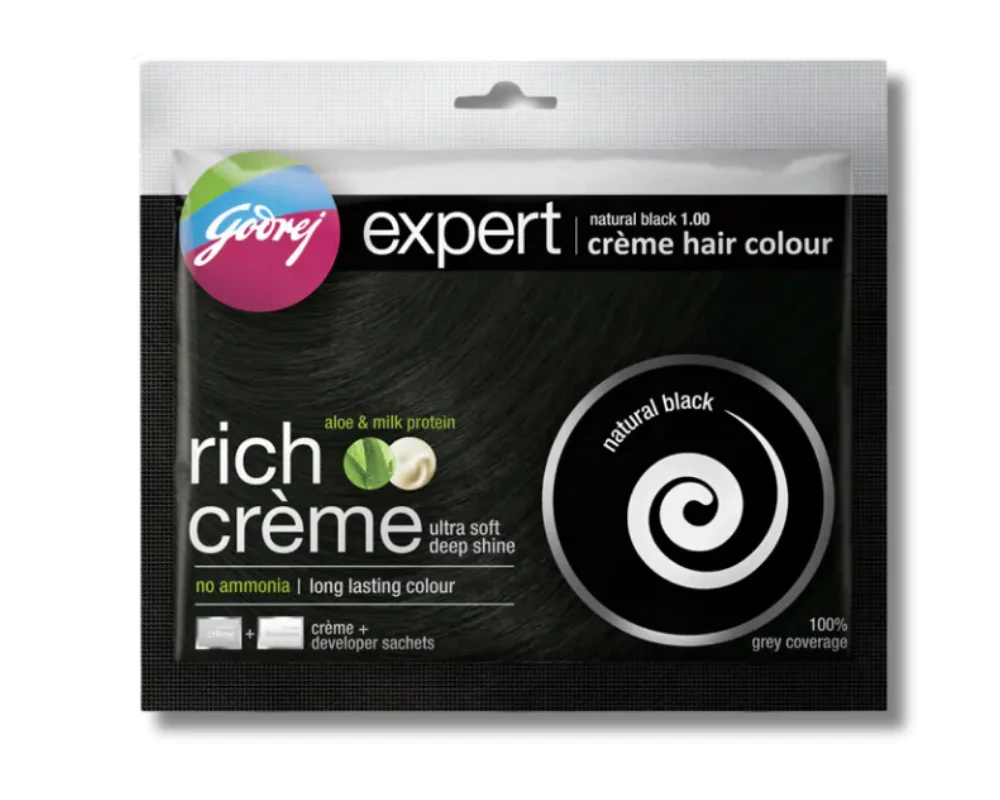 Godrej
expert
natural black 1.00
crème hair colour
natural black
aloe & milk protein
rich
crème
ultra soft
deep shine
no ammonia | long lasting colour
crème
+
crème +
developer sachets
100%
grey coverage